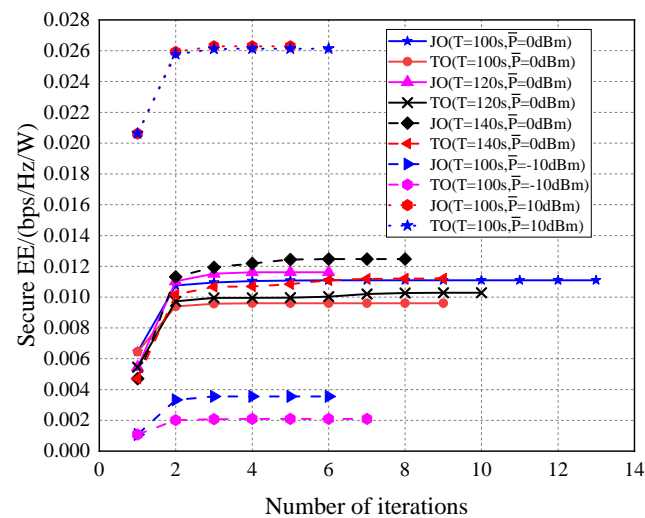 0.028
0.026
0.024
0.022
0.020
0.018
0.016
0.014
0.012
0.010
0.008
0.006
0.004
0.002
0.000
Secure EE/(bps/Hz/W)
JO(T=100s,P̅=0dBm)
TO(T=100s,P̅=0dBm)
JO(T=120s,P̅=0dBm)
TO(T=120s,P̅=0dBm)
JO(T=140s,P̅=0dBm)
TO(T=140s,P̅=0dBm)
JO(T=100s,P̅=-10dBm)
TO(T=100s,P̅=-10dBm)
JO(T=100s,P̅=10dBm)
TO(T=100s,P̅=10dBm)
0 2 4 6 8 10 12 14
Number of iterations